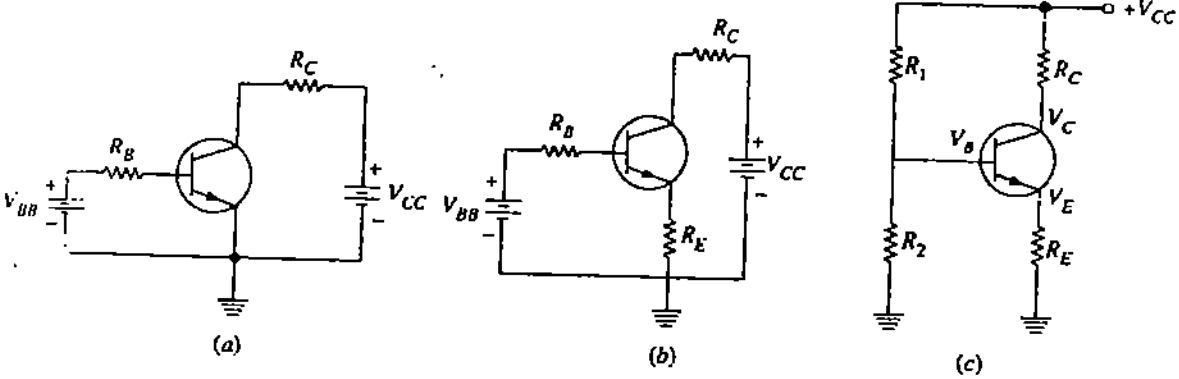 R_C
R_B
+
V_BB
−
+
V_CC
−
(a)
R_C
R_B
+
V_BB
−
+
V_CC
−
R_E
(b)
+V_CC
R_1
R_C
V_C
V_B
V_E
R_2
R_E
(c)